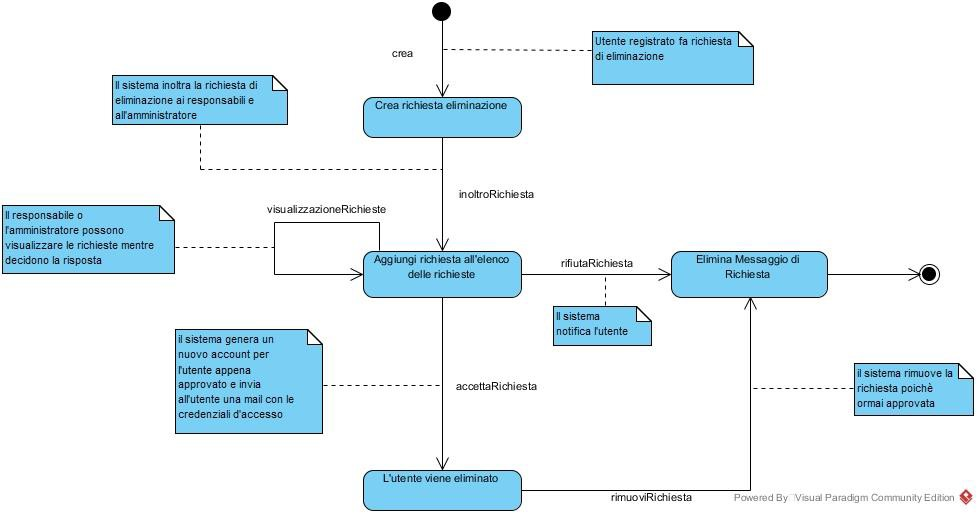 crea
Utente registrato fa richiesta
di eliminazione
Il sistema inoltra la richiesta di
eliminazione ai responsabili e
all'amministratore
Crea richiesta eliminazione
inoltroRichiesta
Il responsabile o
l'amministratore possono
visualizzare le richieste mentre
decidono la risposta
visualizzazioneRichieste
Aggiungi richiesta all'elenco
delle richieste
rifiutaRichiesta
Elimina Messaggio di
Richiesta
Il sistema
notifica l'utente
il sistema genera un
nuovo account per
l'utente appena
approvato e invia
all'utente una mail con le
credenziali d'accesso
accettaRichiesta
il sistema rimuove la
richiesta poichè
ormai approvata
L'utente viene eliminato
rimuoviRichiesta
Powered By Visual Paradigm Community Edition